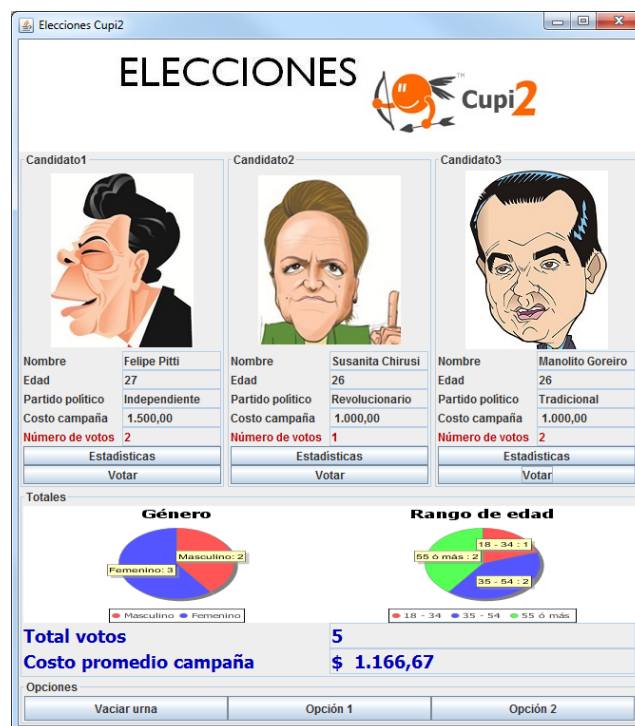 Elecciones Cupi2
ELECCIONES Cupi2 TM
Candidato1 Candidato2 Candidato3
Nombre Felipe Pitti Nombre Susanita Chirusi Nombre Manolito Goreiro
Edad 27 Edad 26 Edad 26
Partido político Independiente Partido político Revolucionario Partido político Tradicional
Costo campaña 1.500,00 Costo campaña 1.000,00 Costo campaña 1.000,00
Número de votos 2 Número de votos 1 Número de votos 2
Estadísticas Estadísticas Estadísticas
Votar Votar Votar
Totales
Género Rango de edad
18 - 34 : 1
Masculino: 2 55 ó más : 2
Femenino: 3 35 - 54 : 2
Masculino Femenino 18 - 34 35 - 54 55 ó más
Total votos 5
Costo promedio campaña $ 1.166,67
Opciones
Vaciar urna Opción 1 Opción 2